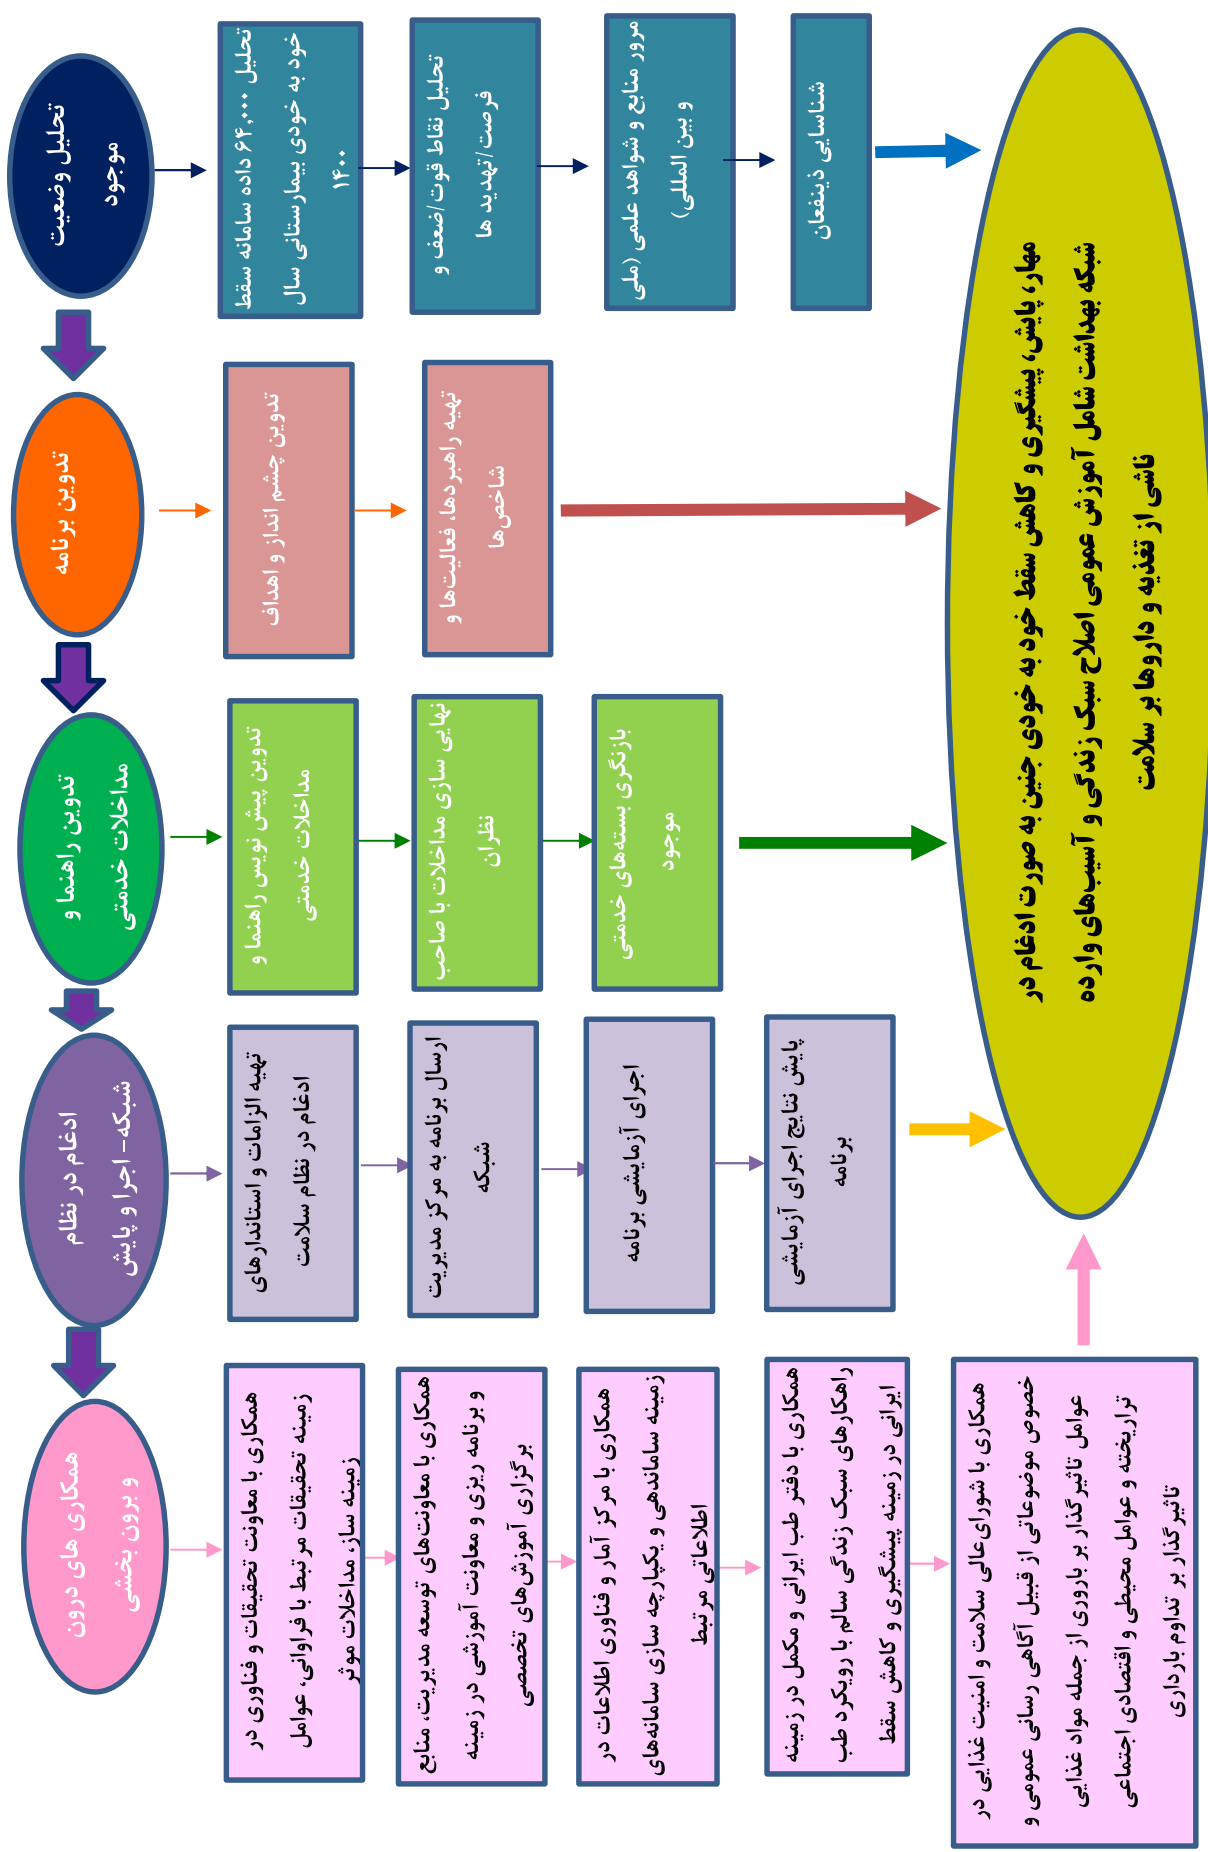 تحلیل وضعیت
موجود
تحلیل ۶۴,۰۰۰ داده سامانه سقط
خود به خودی بیمارستانی سال
۱۴۰۰
تحلیل نقاط قوت/ضعف و
فرصت/تهدید ها
مرور منابع و شواهد علمی (ملی
و بین المللی)
شناسایی ذینفعان
تدوین برنامه
تدوین چشم انداز و اهداف
تهیه راهبردها، فعالیت‌ها و
شاخص‌ها
تدوین راهنما و
مداخلات خدمتی
تدوین پیش نویس راهنما و
مداخلات خدمتی
نهایی سازی مداخلات با صاحب
نظران
بازنگری بسته‌های خدمتی
موجود
ادغام در نظام
شبکه- اجرا و پایش
تهیه الزامات و استاندارهای
ادغام در نظام سلامت
ارسال برنامه به مرکز مدیریت
شبکه
اجرای آزمایشی برنامه
پایش نتایج اجرای آزمایشی
برنامه
همکاری های درون
و برون بخشی
همکاری با معاونت تحقیقات و فناوری در
زمینه تحقیقات مرتبط با فراوانی، عوامل
زمینه ساز، مداخلات موثر
همکاری با معاونت‌های توسعه مدیریت، منابع
و برنامه ریزی و معاونت آموزشی در زمینه
برگزاری آموزش‌های تخصصی
همکاری با مرکز آمار و فناوری اطلاعات در
زمینه ساماندهی و یکپارچه سازی سامانه‌های
اطلاعاتی مرتبط
همکاری با دفتر طب ایرانی و مکمل در زمینه
راهکارهای سبک زندگی سالم با رویکرد طب
ایرانی در زمینه پیشگیری و کاهش سقط
همکاری با شورای‌عالی سلامت و امنیت غذایی در
خصوص موضوعاتی از قبیل آگاهی رسانی عمومی و
عوامل تاثیرگذار بر باروری از جمله مواد غذایی
تراریخته و عوامل محیطی و اقتصادی اجتماعی
تاثیرگذار بر تداوم بارداری
مهار، پایش، پیشگیری و کاهش سقط خود به خودی جنین به صورت ادغام در
شبکه بهداشت شامل آموزش عمومی اصلاح سبک زندگی و آسیب‌های وارده
ناشی از تغذیه و داروها بر سلامت